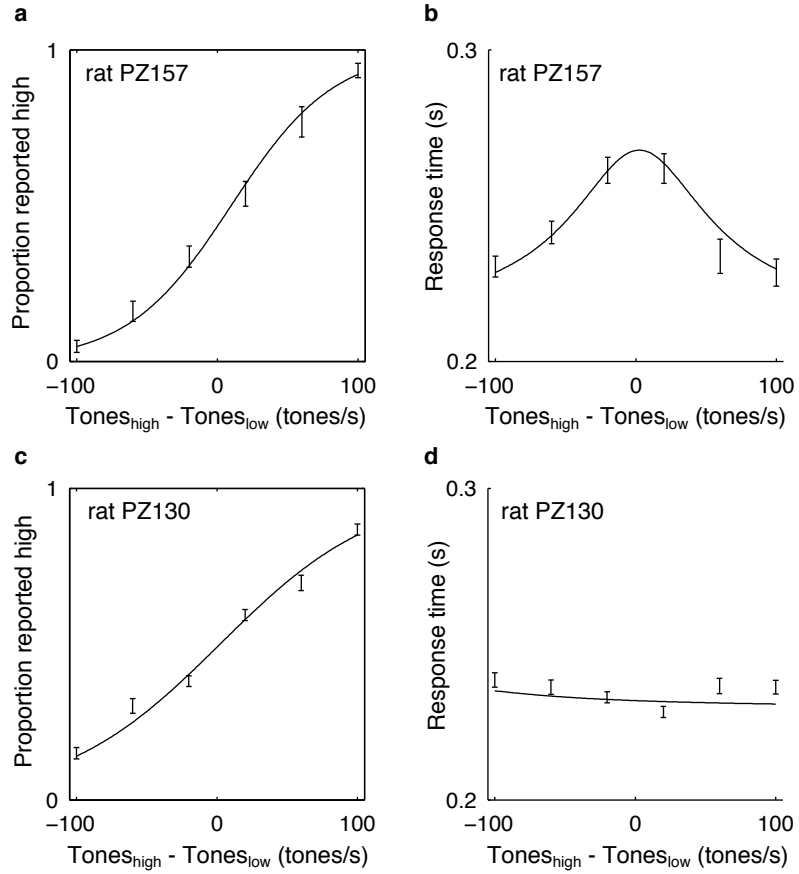 a
1
rat PZ157
Proportion reported high
0
−100 0 100
Tones_high - Tones_low (tones/s)
b
0.3
rat PZ157
Response time (s)
0.2
−100 0 100
Tones_high - Tones_low (tones/s)
c
1
rat PZ130
Proportion reported high
0
−100 0 100
Tones_high - Tones_low (tones/s)
d
0.3
rat PZ130
Response time (s)
0.2
−100 0 100
Tones_high - Tones_low (tones/s)